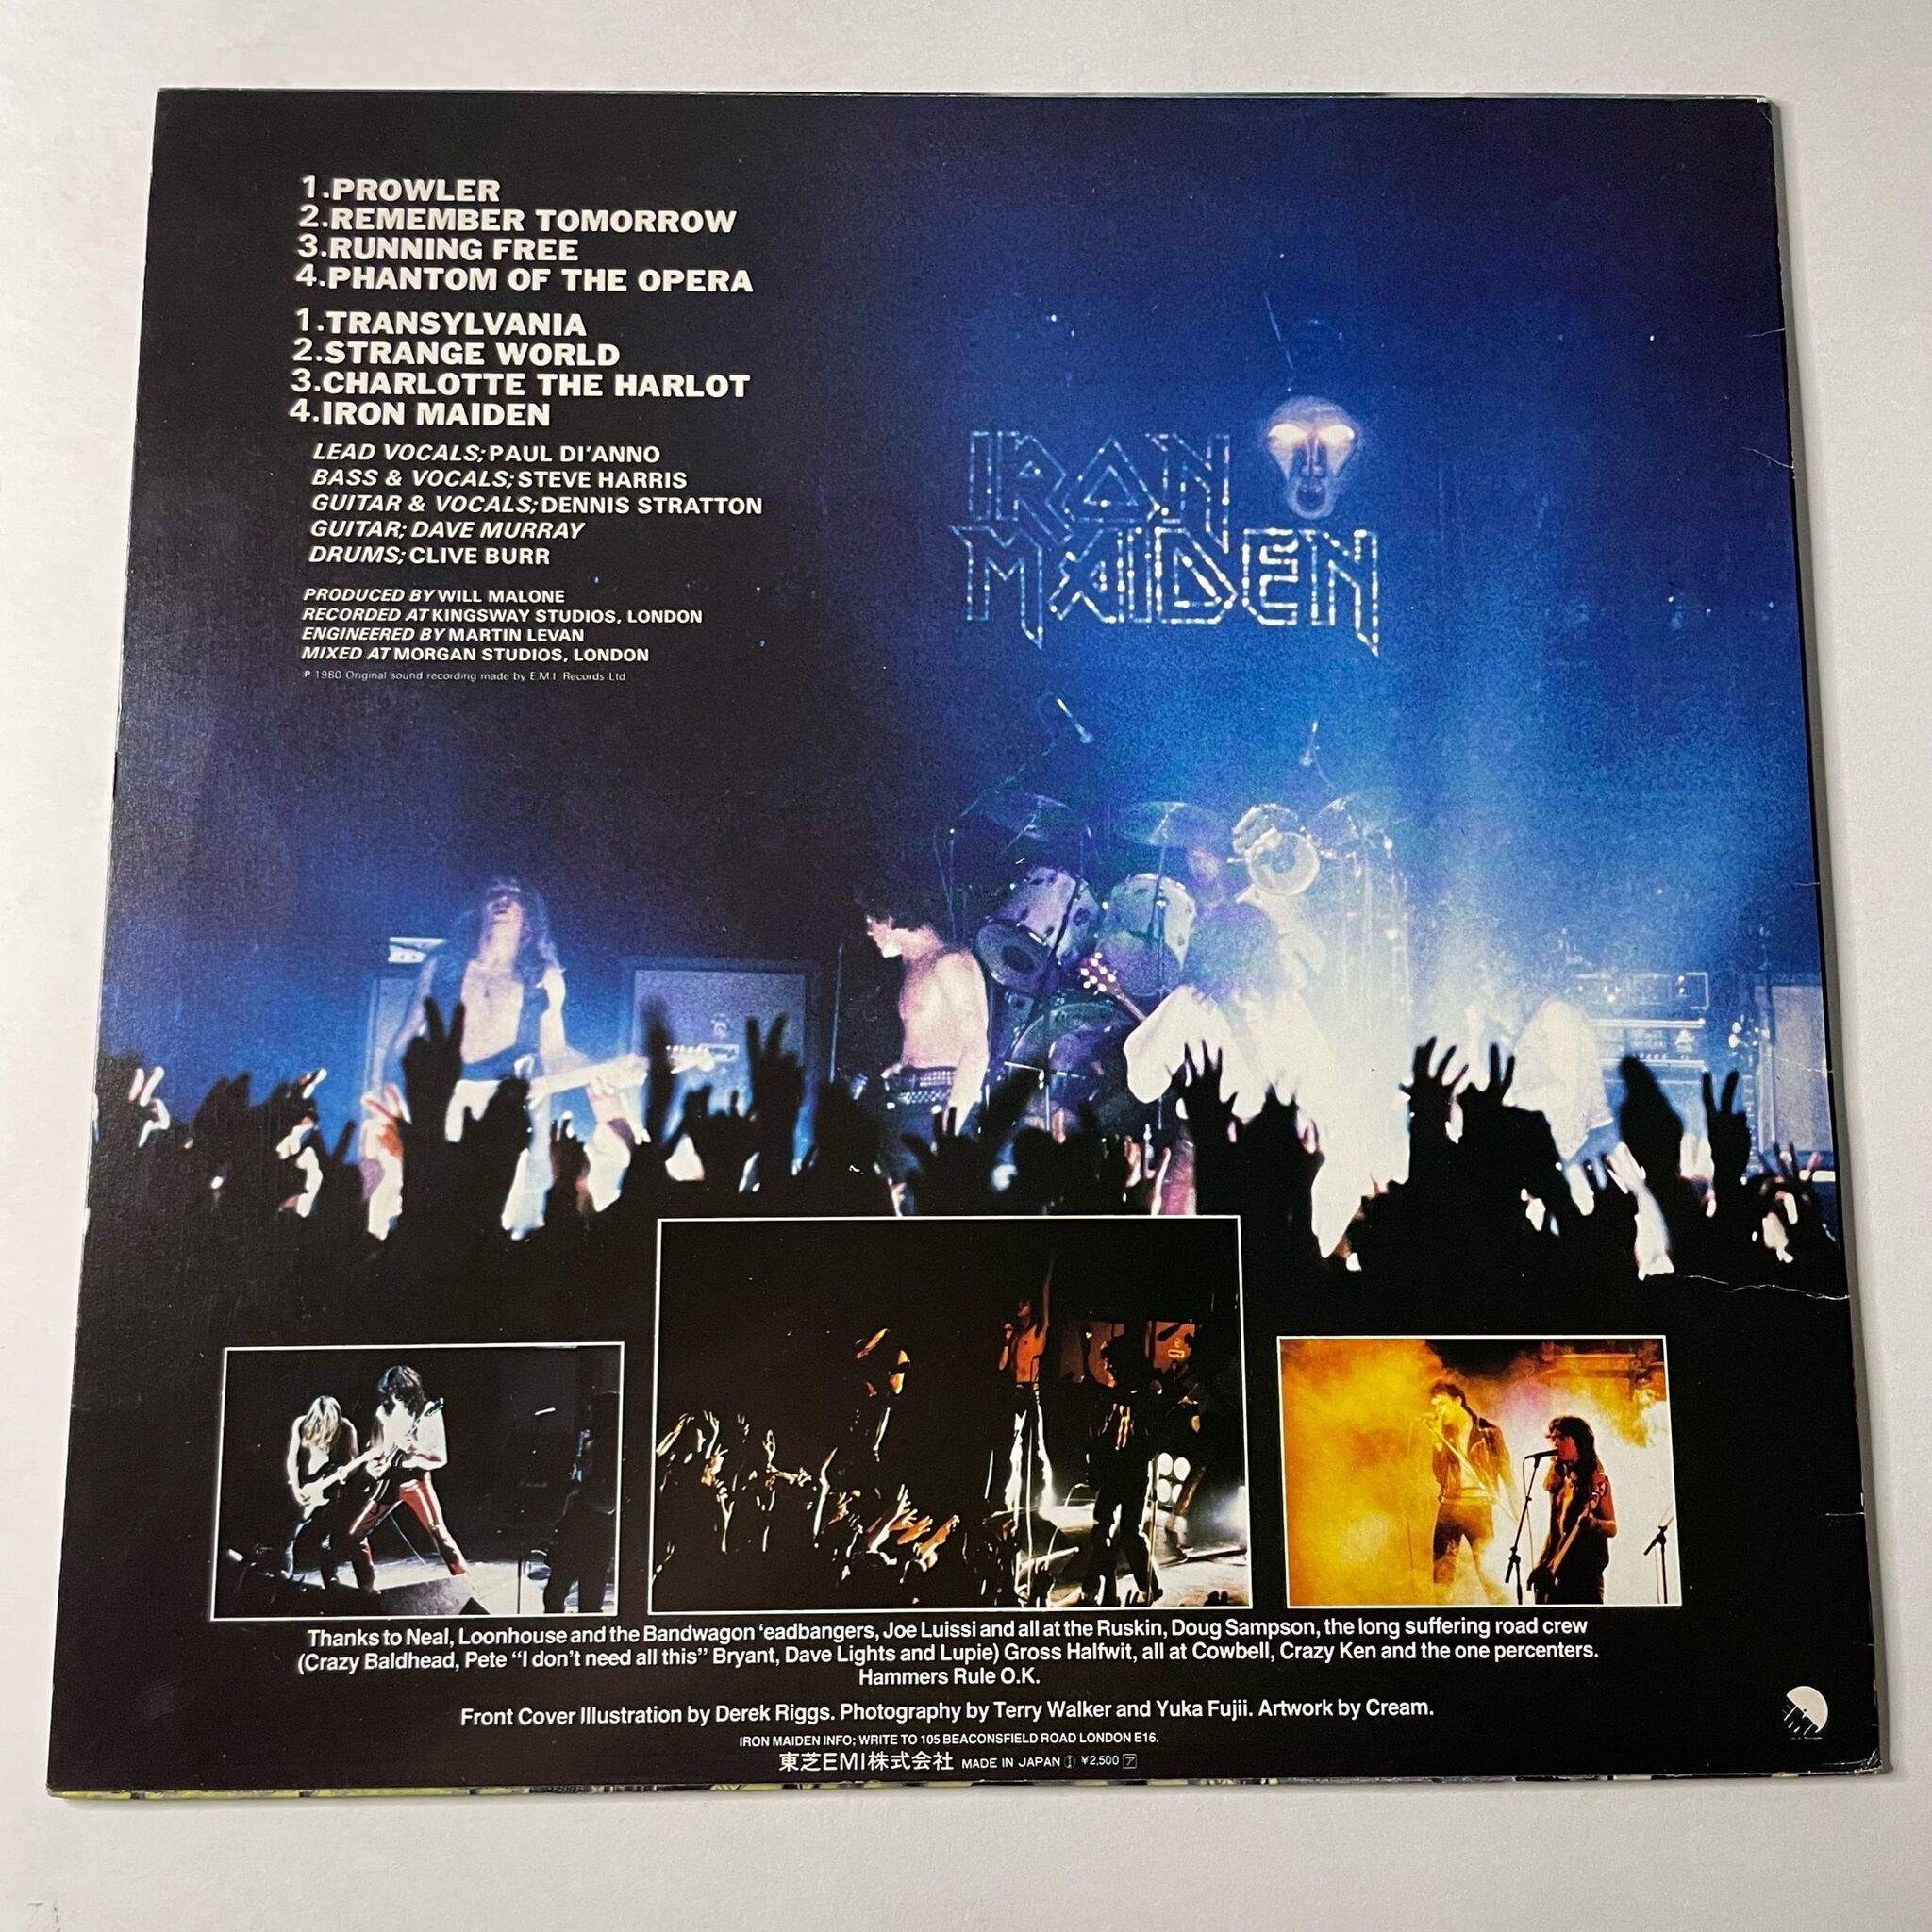 1.PROWLER
2.REMEMBER TOMORROW
3.RUNNING FREE
4.PHANTOM OF THE OPERA
1.TRANSYLVANIA
2.STRANGE WORLD
3.CHARLOTTE THE HARLOT
4.IRON MAIDEN
LEAD VOCALS; PAUL DI'ANNO
BASS & VOCALS; STEVE HARRIS
GUITAR & VOCALS; DENNIS STRATTON
GUITAR; DAVE MURRAY
DRUMS; CLIVE BURR
PRODUCED BY WILL MALONE
RECORDED AT KINGSWAY STUDIOS, LONDON
ENGINEERED BY MARTIN LEVAN
MIXED AT MORGAN STUDIOS, LONDON
P 1980 Original sound recording made by E.M.I. Records Ltd
IRON
MAIDEN
Thanks to Neal, Loonhouse and the Bandwagon 'eadbangers, Joe Luissi and all at the Ruskin, Doug Sampson, the long suffering road crew
(Crazy Baldhead, Pete "I don't need all this" Bryant, Dave Lights and Lupie) Gross Halfwit, all at Cowbell, Crazy Ken and the one percenters.
Hammers Rule O.K.
Front Cover Illustration by Derek Riggs. Photography by Terry Walker and Yuka Fujii. Artwork by Cream.
IRON MAIDEN INFO; WRITE TO 105 BEACONSFIELD ROAD LONDON E16.
東芝EMI株式会社 MADE IN JAPAN Ⓘ ¥2,500 ア